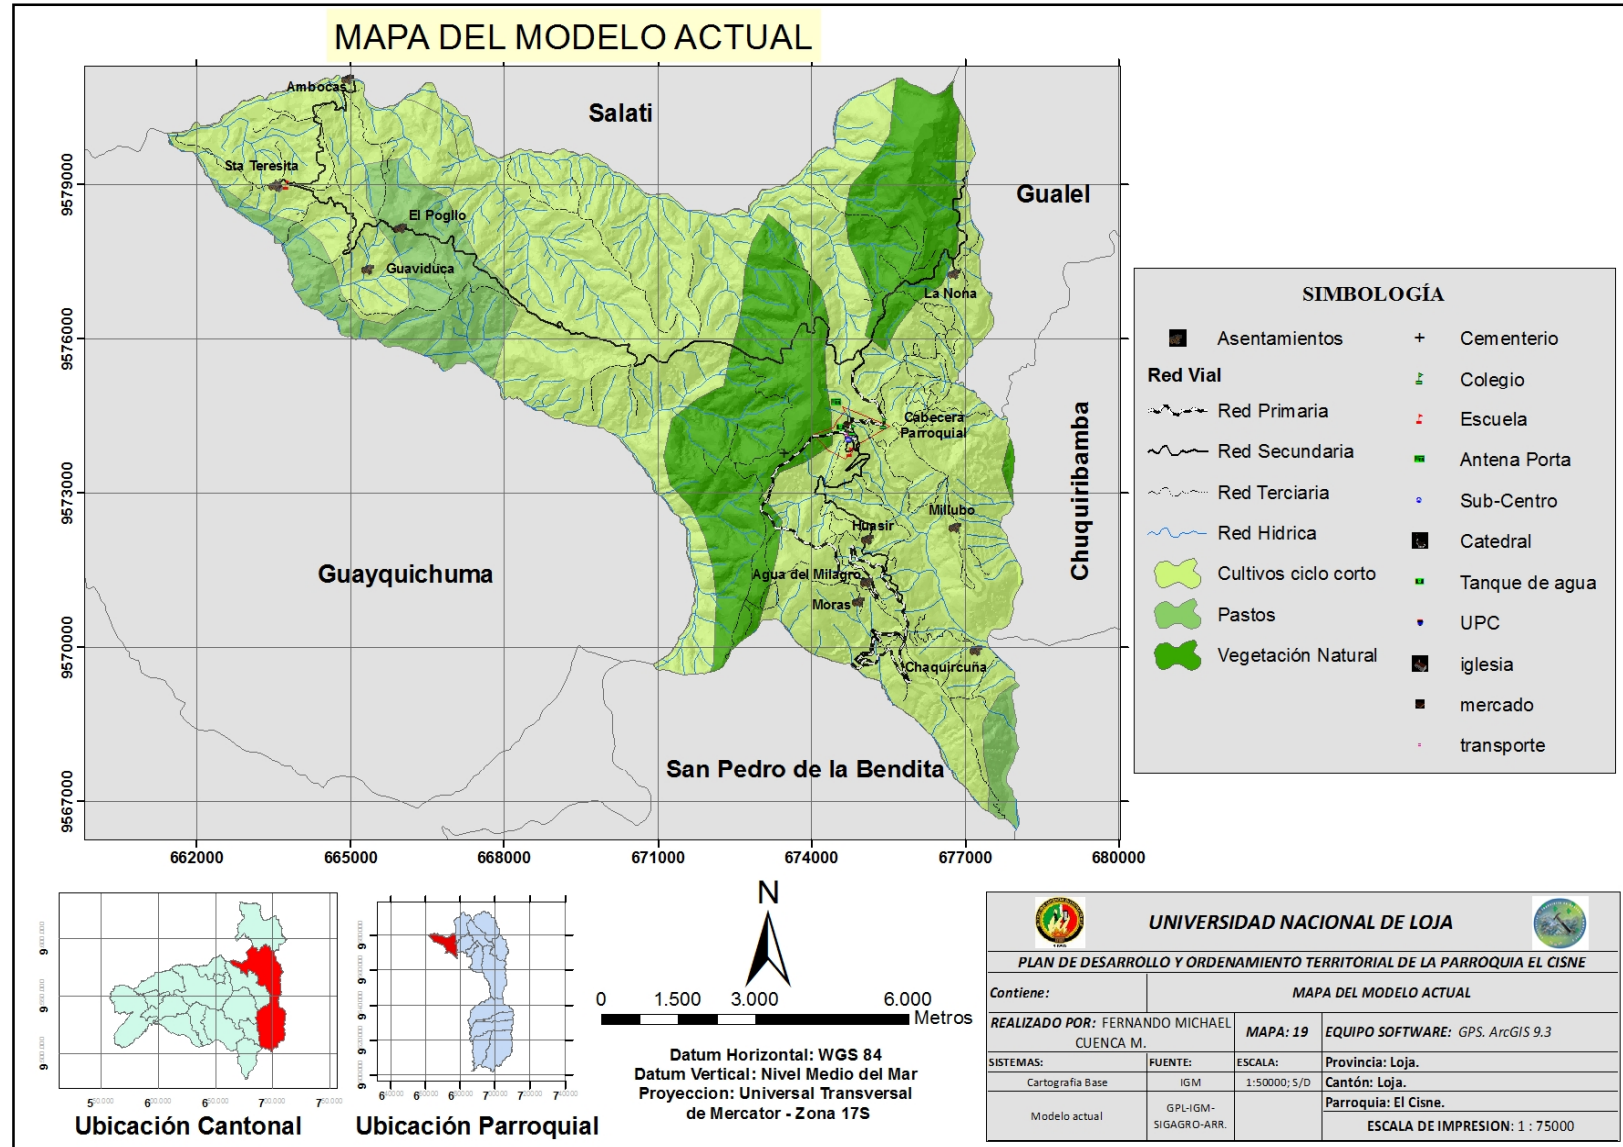 MAPA DEL MODELO ACTUAL
Ambocas
Salati
Sta Teresita
Gualel
El Pogllo
Guaviduca
La Nona
Cabecera
Parroquial
Chuquiribamba
Millubo
Huasir
Guayquichuma
Agua del Milagro
Moras
Chaquircuña
San Pedro de la Bendita
9579000
9576000
9573000
9570000
9567000
662000
665000
668000
671000
674000
677000
680000
SIMBOLOGÍA
Asentamientos
Red Vial
Red Primaria
Red Secundaria
Red Terciaria
Red Hidrica
Cultivos ciclo corto
Pastos
Vegetación Natural
Cementerio
Colegio
Escuela
Antena Porta
Sub-Centro
Catedral
Tanque de agua
UPC
iglesia
mercado
transporte
Ubicación Cantonal
Ubicación Parroquial
N
0 1.500 3.000 6.000
Metros
Datum Horizontal: WGS 84
Datum Vertical: Nivel Medio del Mar
Proyeccion: Universal Transversal
de Mercator - Zona 17S
UNIVERSIDAD NACIONAL DE LOJA
PLAN DE DESARROLLO Y ORDENAMIENTO TERRITORIAL DE LA PARROQUIA EL CISNE
Contiene: MAPA DEL MODELO ACTUAL
REALIZADO POR: FERNANDO MICHAEL
CUENCA M.
MAPA: 19
EQUIPO SOFTWARE: GPS. ArcGIS 9.3
SISTEMAS: FUENTE: ESCALA: Provincia: Loja.
Cartografia Base IGM 1:50000; S/D Cantón: Loja.
Modelo actual
GPL-IGM-
SIGAGRO-ARR.
Parroquia: El Cisne.
ESCALA DE IMPRESION: 1 : 75000